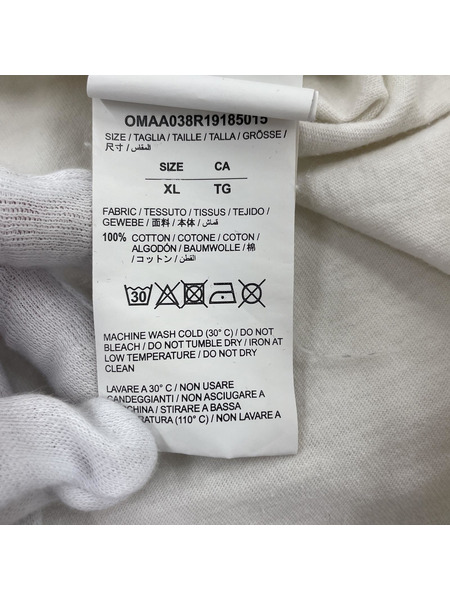 OMAA038R19185015
SIZE / TAGLIA / TAILLE / TALLA / GRÖSSE /
尺寸 / المقاس /
SIZE CA
XL TG
FABRIC / TESSUTO / TISSUS / TEJIDO /
GEWEBE / 面料 / 本体 / قماش /
100% COTTON / COTONE / COTON /
ALGODÓN / BAUMWOLLE / 棉
/ コットン / القطن /
30
MACHINE WASH COLD (30° C) / DO NOT
BLEACH / DO NOT TUMBLE DRY / IRON AT
LOW TEMPERATURE / DO NOT DRY
CLEAN
LAVARE A 30° C / NON USARE
CANDEGGIANTI / NON ASCIUGARE A
CHINA / STIRARE A BASSA
RATURA (110° C) / NON LAVARE A